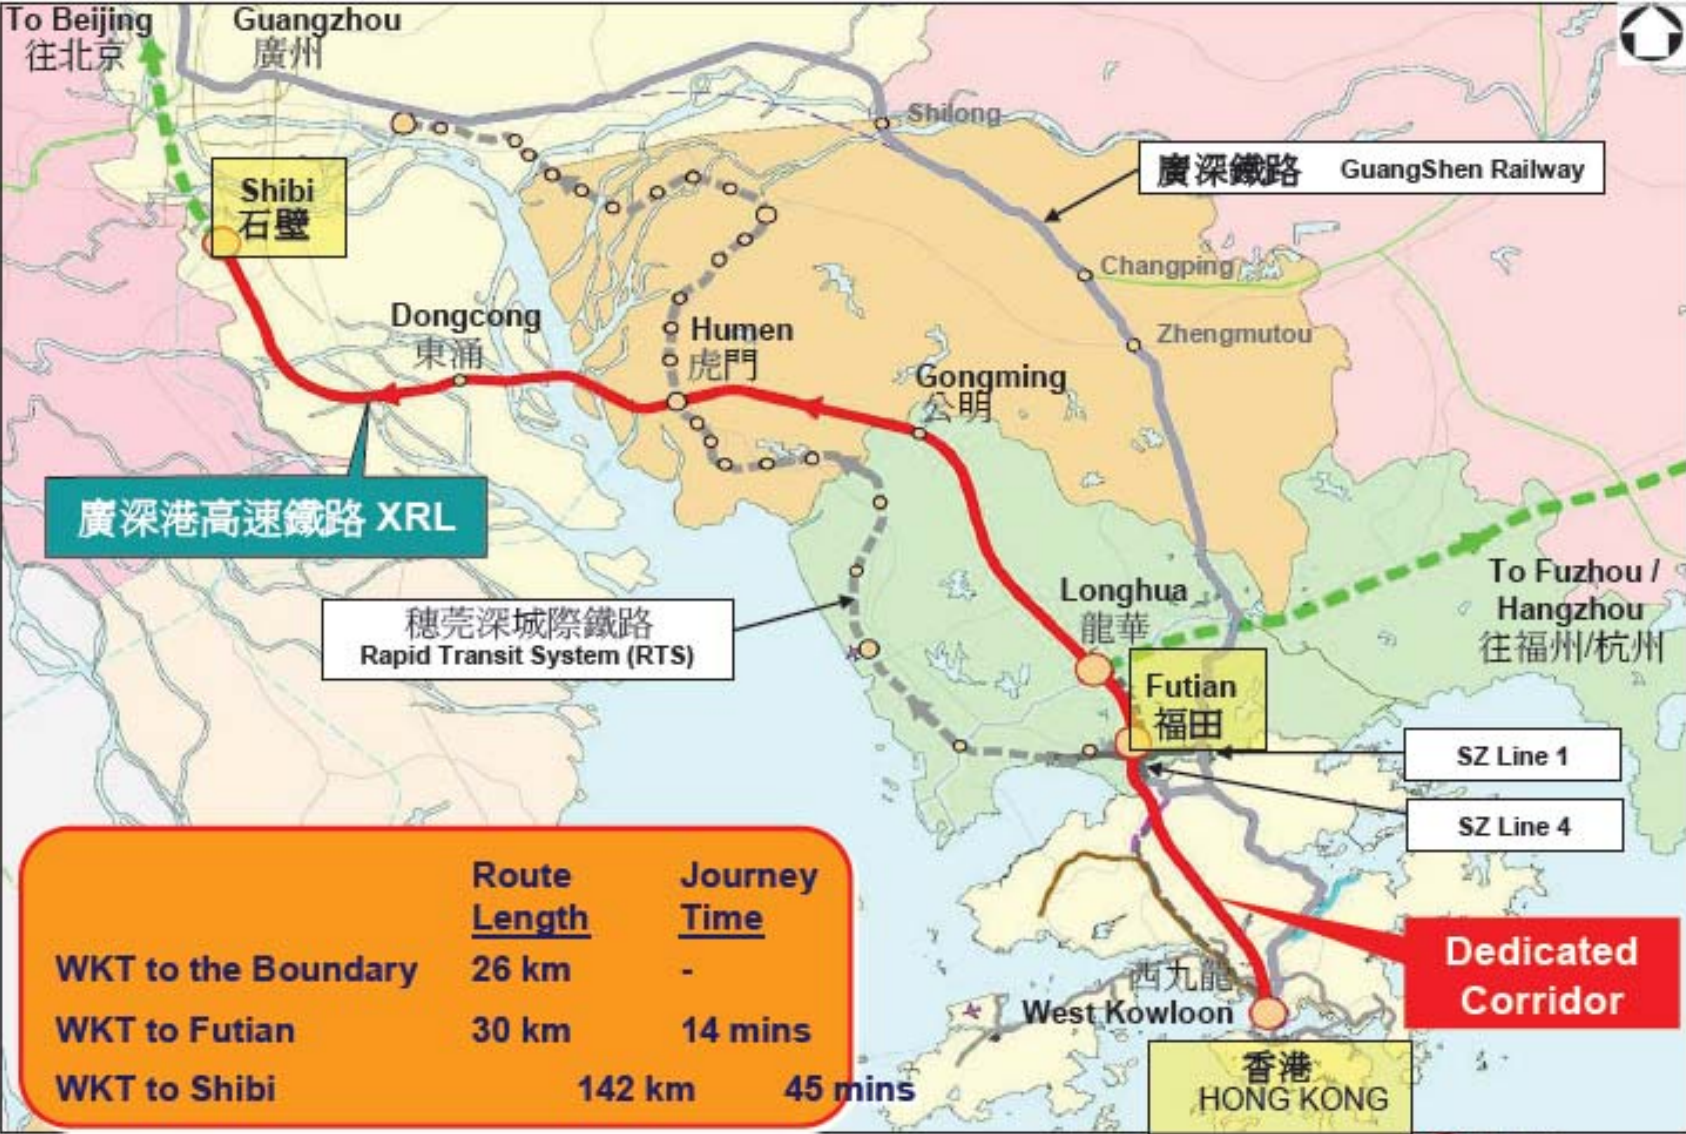 To Beijing
往北京
Guangzhou
廣州
Shilong
廣深鐵路 GuangShen Railway
Shibi
石壁
Changping
Dongcong
東涌
Humen
虎門
Zhengmutou
Gongming
公明
廣深港高速鐵路 XRL
To Fuzhou /
Hangzhou
往福州/杭州
Longhua
龍華
穗莞深城際鐵路
Rapid Transit System (RTS)
Futian
福田
SZ Line 1
SZ Line 4
Route
Length
Journey
Time
WKT to the Boundary 26 km -
WKT to Futian 30 km 14 mins
WKT to Shibi 142 km 45 mins
Dedicated
Corridor
西九龍
West Kowloon
香港
HONG KONG